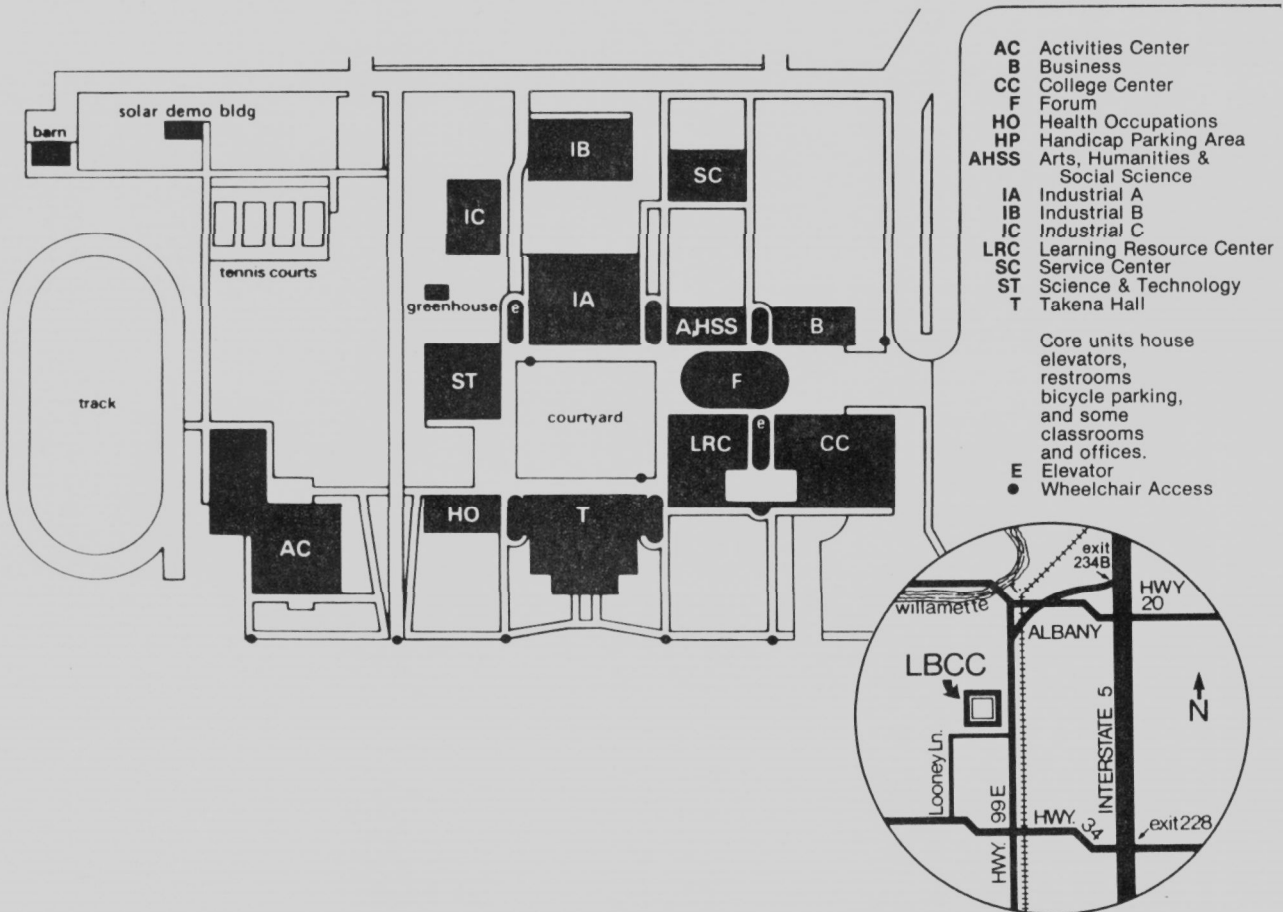 solar demo bldg
barn
IB
SC
IC
tennis courts
greenhouse
e
IA
A,HSS
B
ST
F
track
courtyard
e
LRC
CC
HO
T
AC
AC Activities Center
B Business
CC College Center
F Forum
HO Health Occupations
HP Handicap Parking Area
AHSS Arts, Humanities &
Social Science
IA Industrial A
IB Industrial B
IC Industrial C
LRC Learning Resource Center
SC Service Center
ST Science & Technology
T Takena Hall
Core units house
elevators,
restrooms
bicycle parking,
and some
classrooms
and offices.
E Elevator
● Wheelchair Access
exit
234B
willamette
HWY
20
ALBANY
LBCC
N
Looney Ln.
HWY. 99E
INTERSTATE 5
HWY. 34
exit 228